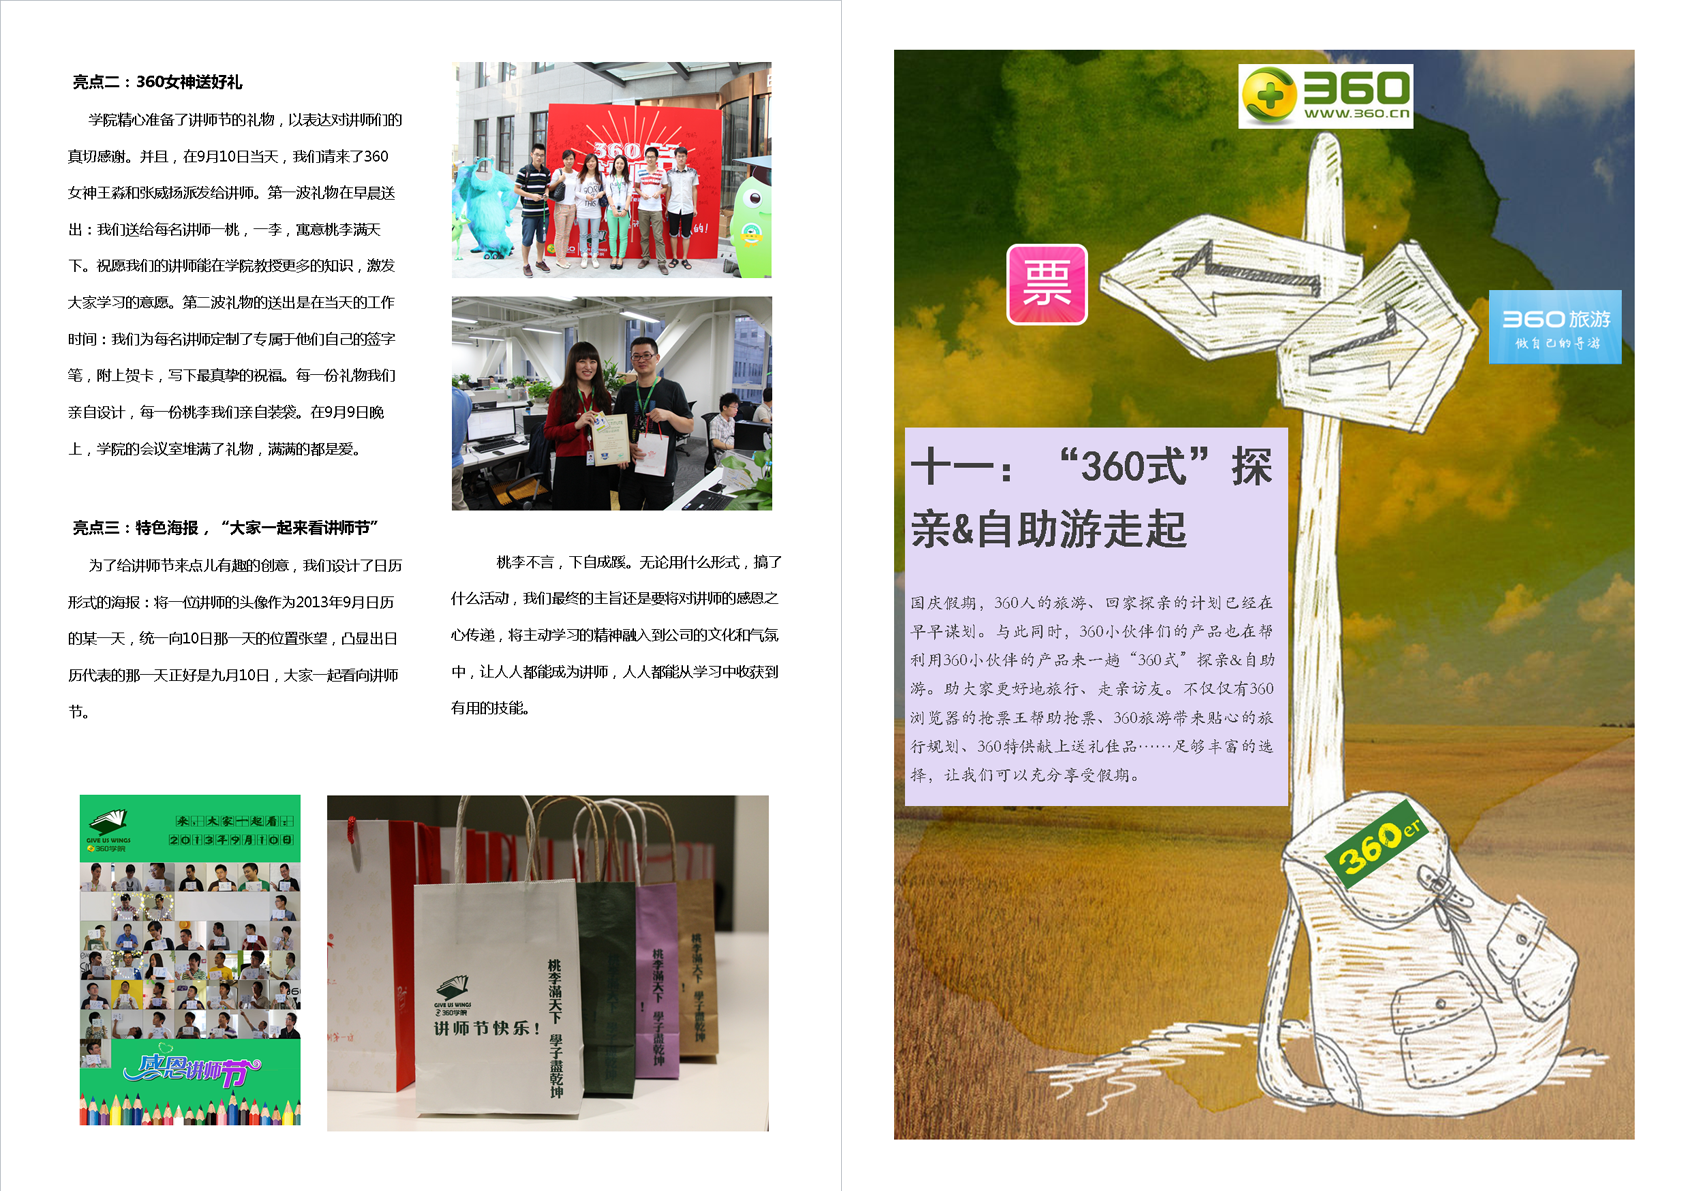 亮点二：360女神送好礼
学院精心准备了讲师节的礼物，以表达对讲师们的
真切感谢。并且，在9月10日当天，我们请来了360
女神王淼和张威扬派发给讲师。第一波礼物在早晨送
出：我们送给每名讲师一桃，一李，寓意桃李满天
下。祝愿我们的讲师能在学院教授更多的知识，激发
大家学习的意愿。第二波礼物的送出是在当天的工作
时间：我们为每名讲师定制了专属于他们自己的签字
笔，附上贺卡，写下最真挚的祝福。每一份礼物我们
亲自设计，每一份桃李我们亲自装袋。在9月9日晚
上，学院的会议室堆满了礼物，满满的都是爱。
亮点三：特色海报，“大家一起来看讲师节”
为了给讲师节来点儿有趣的创意，我们设计了日历
形式的海报：将一位讲师的头像作为2013年9月日历
的某一天，统一向10日那一天的位置张望，凸显出日
历代表的那一天正好是九月10日，大家一起看向讲师
节。
360
节
的!
桃李不言，下自成蹊。无论用什么形式，搞了
什么活动，我们最终的主旨还是要将对讲师的感恩之
心传递，将主动学习的精神融入到公司的文化和气氛
中，让人人都能成为讲师，人人都能从学习中收获到
有用的技能。
GIVE US WINGS
360学院
来，大家一起看：
2013年9月10日
感恩讲师节
GIVE US WINGS
360学院
讲师节快乐！
桃李滿天下 學子盡乾坤
桃李滿天下 ！ 學子盡乾坤
桃李滿天下 ！ 學子盡乾坤
360
www.360.cn
票
360旅游
做自己的导游
十一：“360式”探
亲&自助游走起
国庆假期，360人的旅游、回家探亲的计划已经在
早早谋划。与此同时，360小伙伴们的产品也在帮
利用360小伙伴的产品来一趟“360式”探亲&自助
游。助大家更好地旅行、走亲访友。不仅仅有360
浏览器的抢票王帮助抢票、360旅游带来贴心的旅
行规划、360特供献上送礼佳品……足够丰富的选
择，让我们可以充分享受假期。
360er